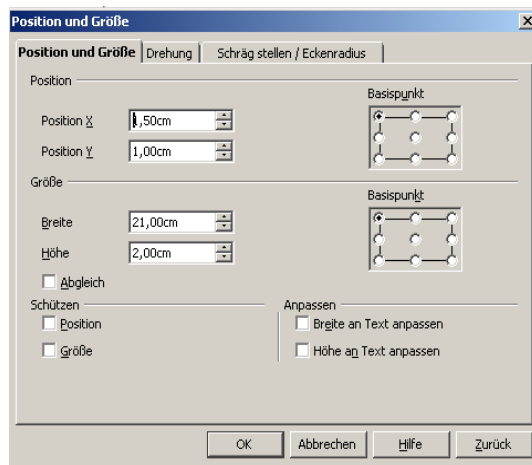 Position und Größe
Position und Größe Drehung Schräg stellen / Eckenradius
Position
Basispunkt
Position X ,50cm
Position Y 1,00cm
Größe
Basispunkt
Breite 21,00cm
Höhe 2,00cm
Abgleich
Schützen Anpassen
Position Breite an Text anpassen
Größe Höhe an Text anpassen
OK Abbrechen Hilfe Zurück